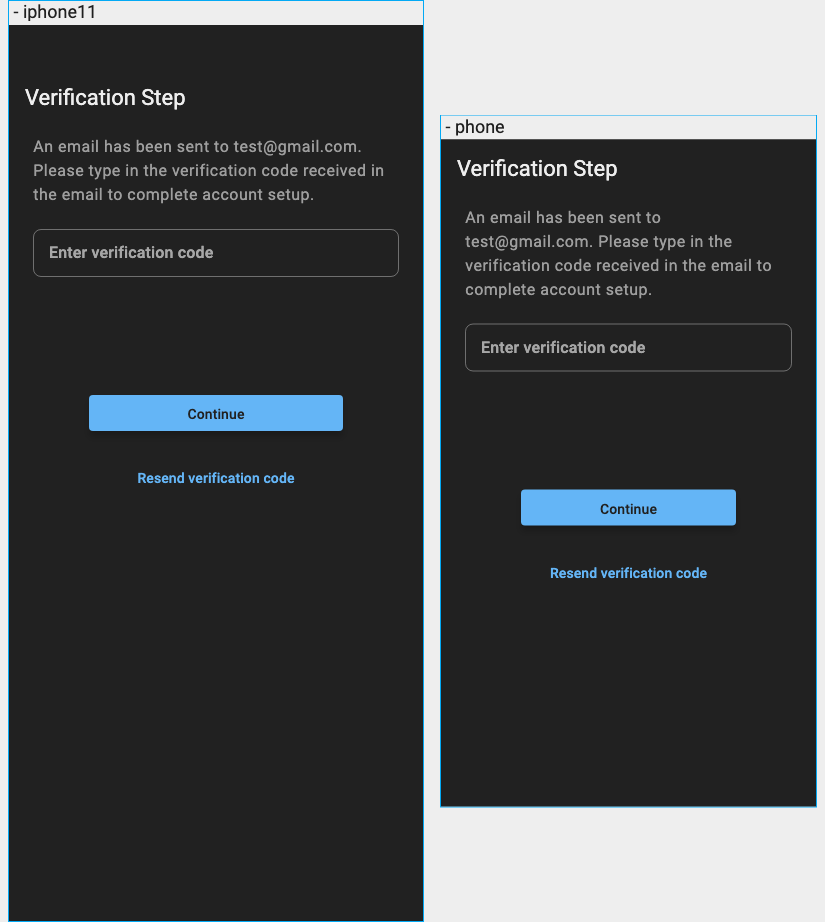 - iphone11
Verification Step
An email has been sent to test@gmail.com.
Please type in the verification code received in
the email to complete account setup.
Enter verification code
Continue
Resend verification code
- phone
Verification Step
An email has been sent to
test@gmail.com. Please type in the
verification code received in the email to
complete account setup.
Enter verification code
Continue
Resend verification code